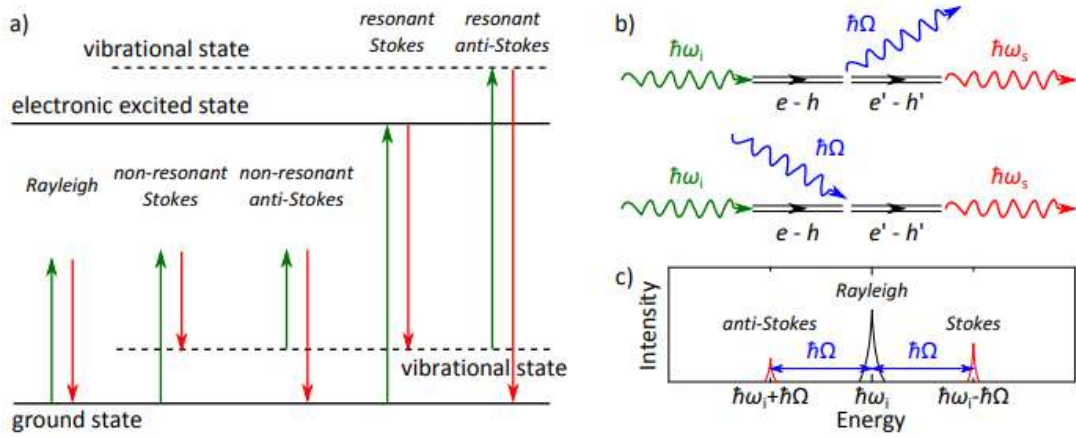 a)
resonant
Stokes
resonant
anti-Stokes
vibrational state
electronic excited state
Rayleigh
non-resonant
Stokes
non-resonant
anti-Stokes
vibrational state
ground state
b)
ħω_i
ħΩ
ħω_s
e - h
e' - h'
ħω_i
ħΩ
ħω_s
e - h
e' - h'
c)
Intensity
Rayleigh
anti-Stokes
Stokes
ħΩ
ħΩ
ħω_i+ħΩ
ħω_i
ħω_i-ħΩ
Energy